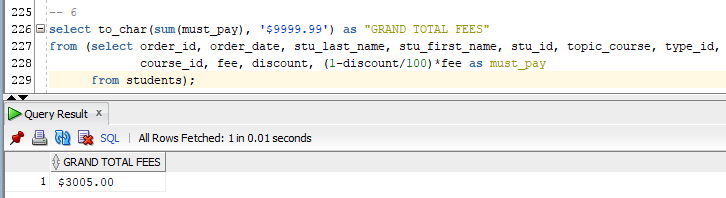 225 -- 6
226 select to_char(sum(must_pay), '$9999.99') as "GRAND TOTAL FEES"
227 from (select order_id, order_date, stu_last_name, stu_first_name, stu_id, topic_course, type_id,
228 course_id, fee, discount, (1-discount/100)*fee as must_pay
229 from students);
Query Result x
SQL | All Rows Fetched: 1 in 0.01 seconds
GRAND TOTAL FEES
1 $3005.00